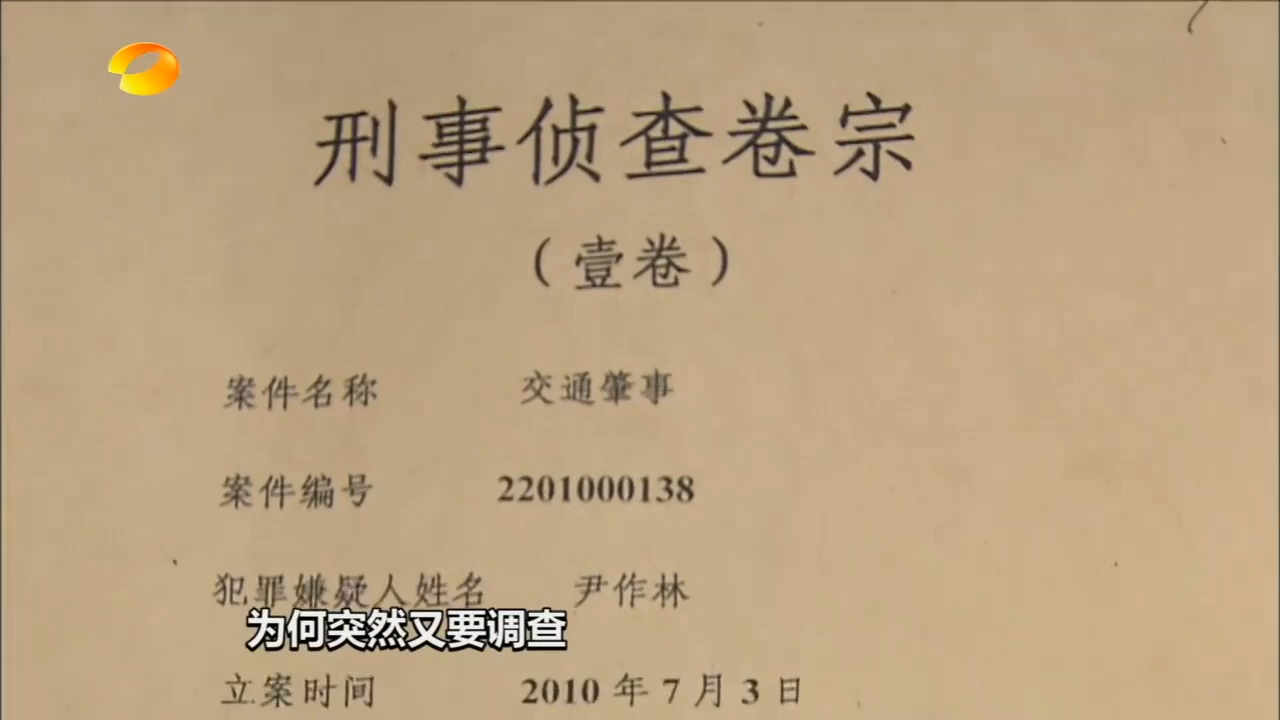 刑事侦查卷宗
（壹卷）
案件名称 交通肇事
案件编号 2201000138
犯罪嫌疑人姓名 尹作林
为何突然又要调查
立案时间 2010年7月3日